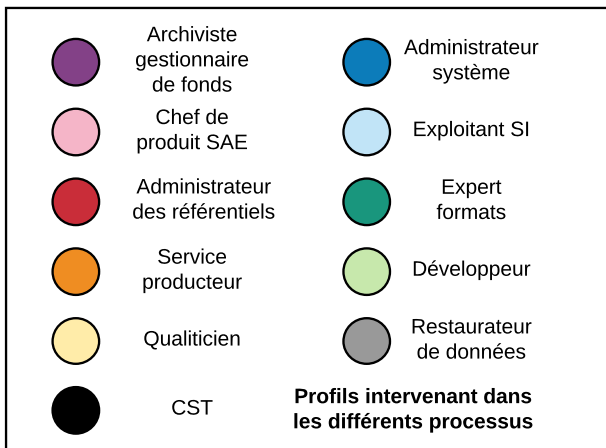 Archiviste
gestionnaire
de fonds
Administrateur
système
Chef de
produit SAE
Exploitant SI
Administrateur
des référentiels
Expert
formats
Service
producteur
Développeur
Qualiticien
Restaurateur
de données
CST
Profils intervenant dans
les différents processus